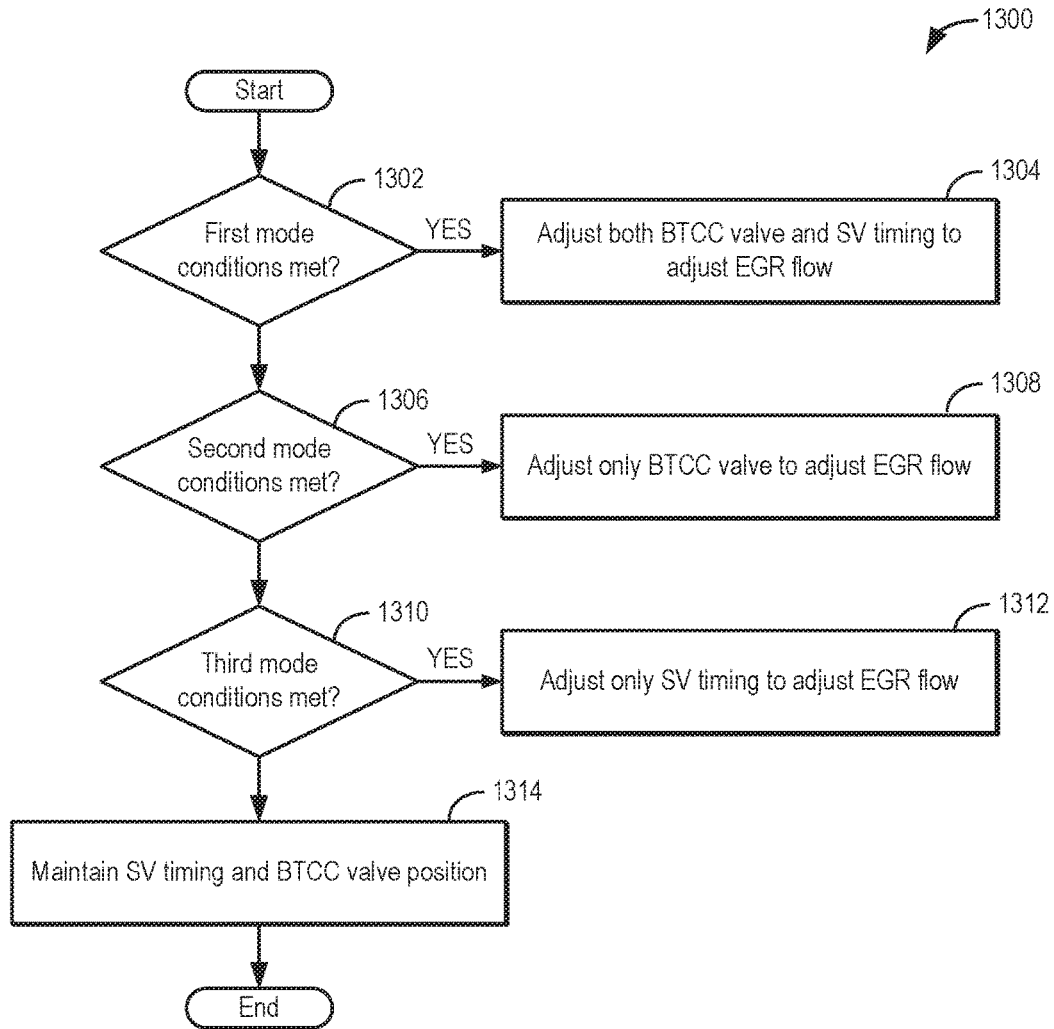 1300
Start
1302
First mode
conditions met?
YES
1304
Adjust both BTCC valve and SV timing to
adjust EGR flow
1306
Second mode
conditions met?
YES
1308
Adjust only BTCC valve to adjust EGR flow
1310
Third mode
conditions met?
YES
1312
Adjust only SV timing to adjust EGR flow
1314
Maintain SV timing and BTCC valve position
End